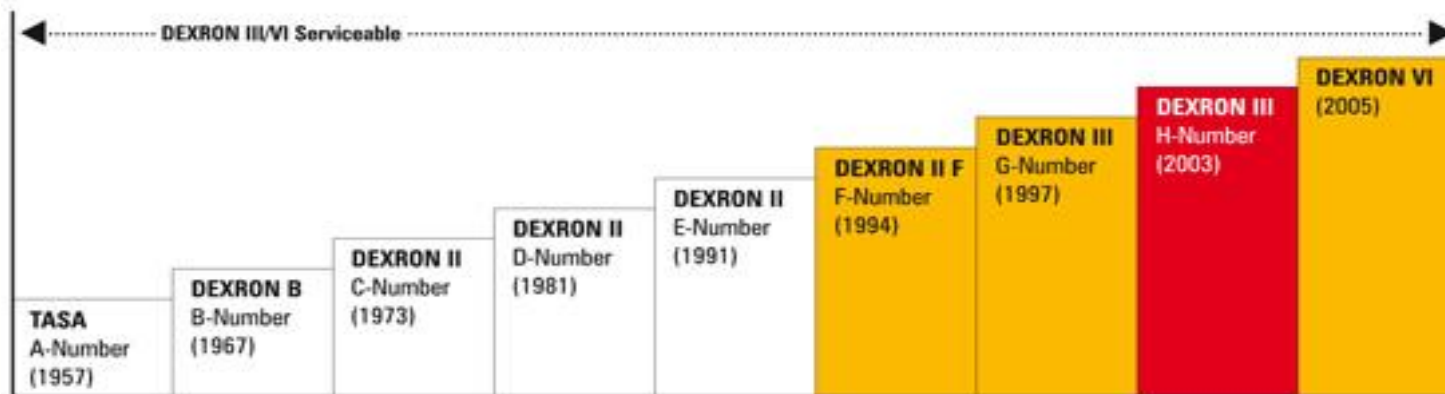 DEXRON III/VI Serviceable
TASA
A-Number
(1957)
DEXRON B
B-Number
(1967)
DEXRON II
C-Number
(1973)
DEXRON II
D-Number
(1981)
DEXRON II
E-Number
(1991)
DEXRON II F
F-Number
(1994)
DEXRON III
G-Number
(1997)
DEXRON III
H-Number
(2003)
DEXRON VI
(2005)